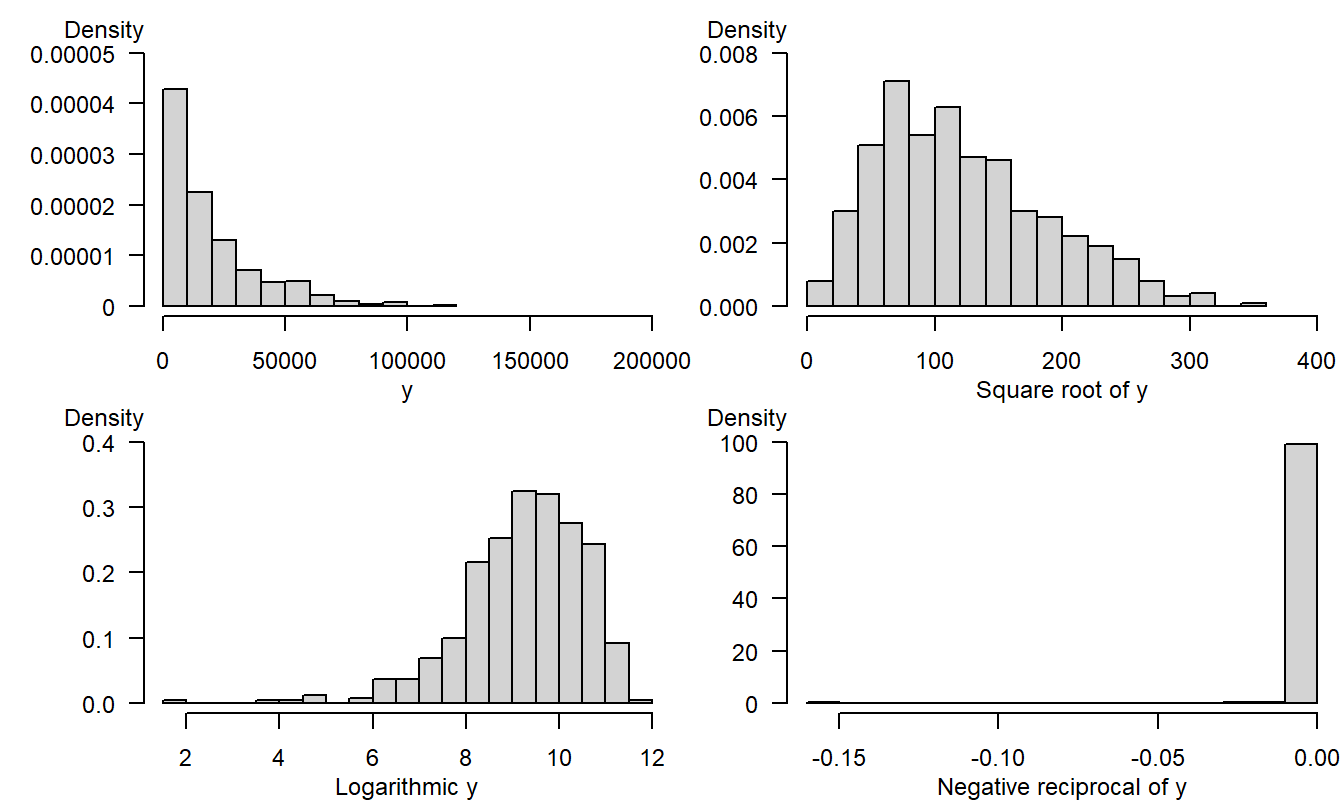 Density
0.00005
0.00004
0.00003
0.00002
0.00001
0
0 50000 100000 150000 200000
y
Density
0.008
0.006
0.004
0.002
0.000
0 100 200 300 400
Square root of y
Density
0.4
0.3
0.2
0.1
0.0
2 4 6 8 10 12
Logarithmic y
Density
100
80
60
40
20
0
-0.15 -0.10 -0.05 0.00
Negative reciprocal of y